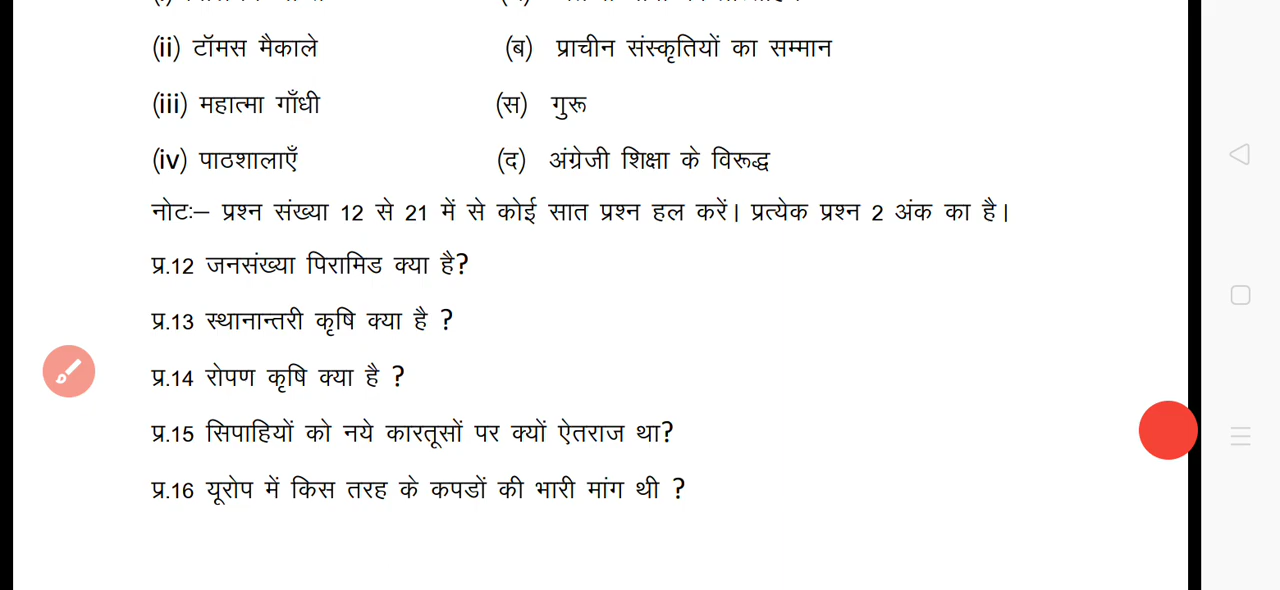 (ii) टॉमस मैकाले (ब) प्राचीन संस्कृतियों का सम्मान
(iii) महात्मा गाँधी (स) गुरू
(iv) पाठशालाएँ (द) अंग्रेजी शिक्षा के विरूद्ध
नोटः– प्रश्न संख्या 12 से 21 में से कोई सात प्रश्न हल करें। प्रत्येक प्रश्न 2 अंक का है।
प्र.12 जनसंख्या पिरामिड क्या है?
प्र.13 स्थानान्तरी कृषि क्या है ?
प्र.14 रोपण कृषि क्या है ?
प्र.15 सिपाहियों को नये कारतूसों पर क्यों ऐतराज था?
प्र.16 यूरोप में किस तरह के कपडों की भारी मांग थी ?